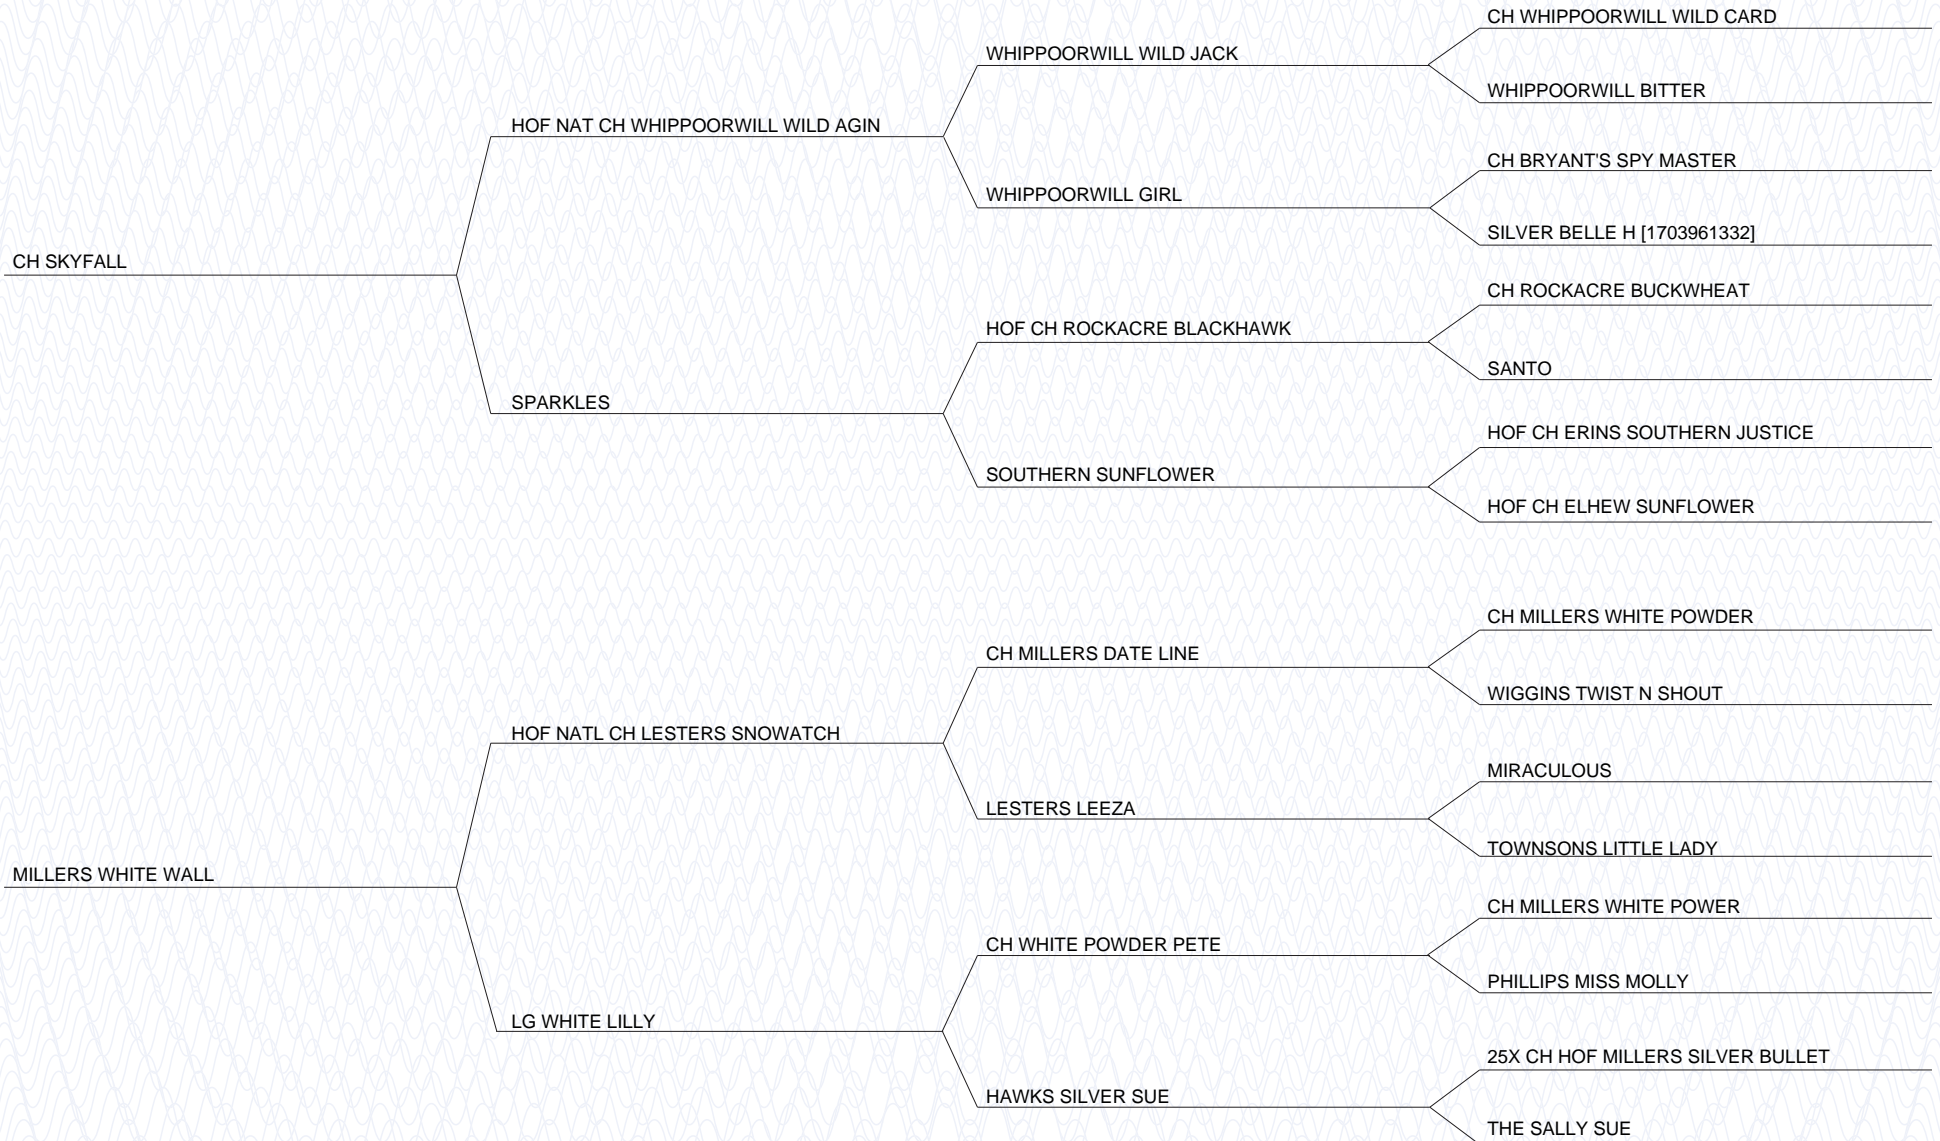 CH WHIPPOORWILL WILD CARD
WHIPPOORWILL WILD JACK
WHIPPOORWILL BITTER
HOF NAT CH WHIPPOORWILL WILD AGIN
CH BRYANT'S SPY MASTER
WHIPPOORWILL GIRL
SILVER BELLE H [1703961332]
CH SKYFALL
CH ROCKACRE BUCKWHEAT
HOF CH ROCKACRE BLACKHAWK
SANTO
SPARKLES
HOF CH ERINS SOUTHERN JUSTICE
SOUTHERN SUNFLOWER
HOF CH ELHEW SUNFLOWER
CH MILLERS WHITE POWDER
CH MILLERS DATE LINE
WIGGINS TWIST N SHOUT
HOF NATL CH LESTERS SNOWATCH
MIRACULOUS
LESTERS LEEZA
TOWNSONS LITTLE LADY
MILLERS WHITE WALL
CH MILLERS WHITE POWER
CH WHITE POWDER PETE
PHILLIPS MISS MOLLY
LG WHITE LILLY
25X CH HOF MILLERS SILVER BULLET
HAWKS SILVER SUE
THE SALLY SUE